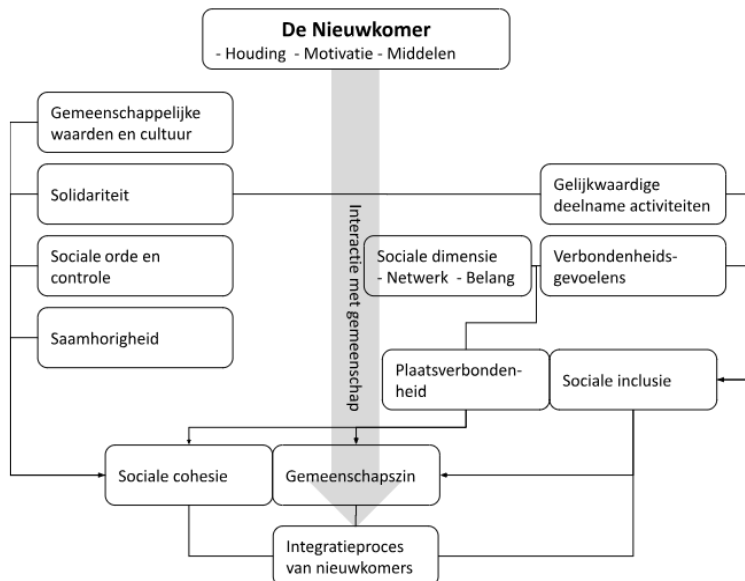 De Nieuwkomer
- Houding - Motivatie - Middelen
Gemeenschappelijke
waarden en cultuur
Solidariteit
Gelijkwaardige
deelname activiteiten
Interactie met gemeenschap
Sociale orde en
controle
Sociale dimensie
- Netwerk - Belang
Verbondenheids-
gevoelens
Saamhorigheid
Plaatsverbonden-
heid
Sociale inclusie
Sociale cohesie
Gemeenschapszin
Integratieproces
van nieuwkomers